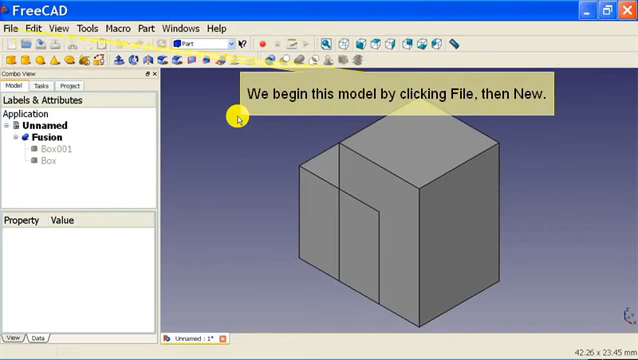 FreeCAD
File Edit View Tools Macro Part Windows Help
Part
Combo View
Model Tasks Project
Labels & Attributes
Application
Unnamed
Fusion
Box001
Box
Property Value
View Data
We begin this model by clicking File, then New.
Unnamed : 1*
42.26 x 23.45 mm